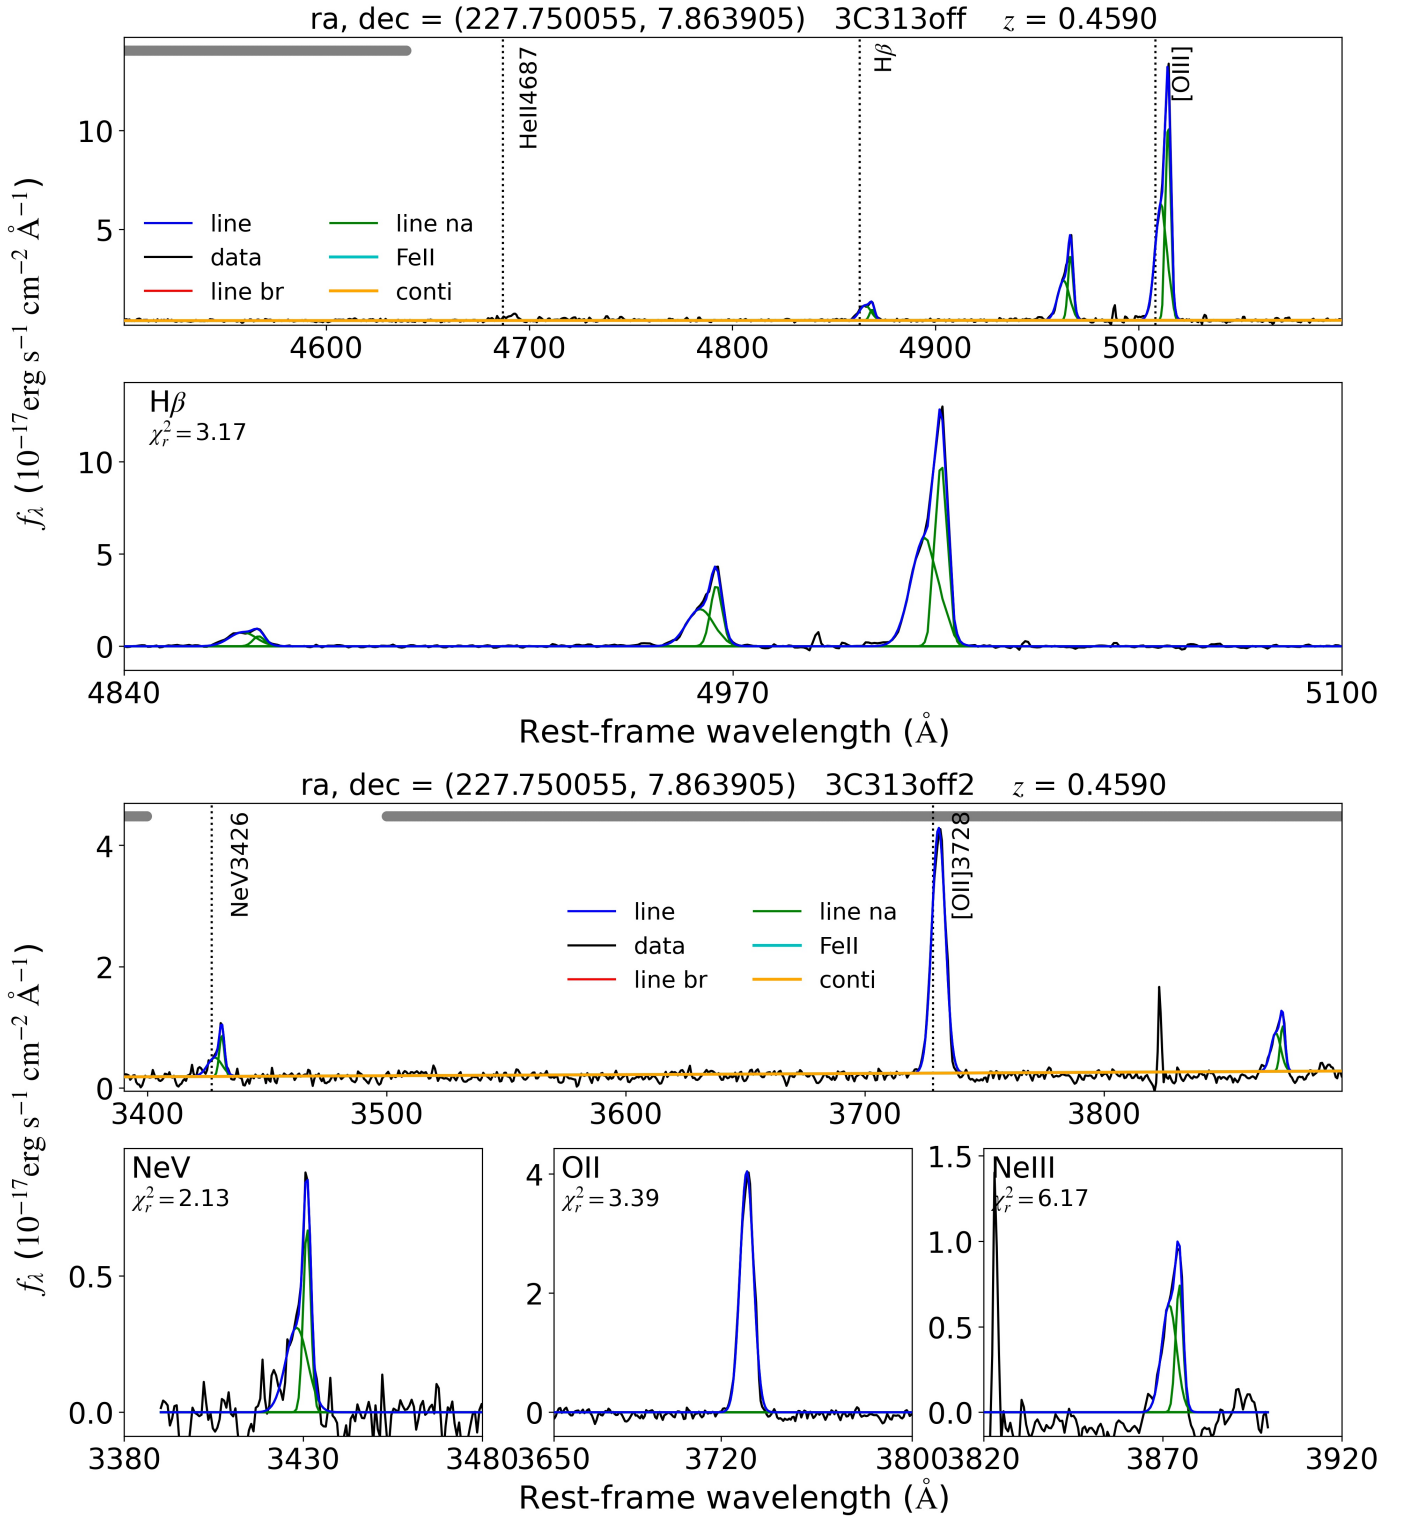 ra, dec = (227.750055, 7.863905)   3C313off   z = 0.4590
HeII4687
Hβ
[OIII]
10
5
line
data
line br
line na
FeII
conti
4600 4700 4800 4900 5000
Hβ
χ²ᵣ = 3.17
10
5
0
4840 4970 5100
Rest-frame wavelength (Å)
f_λ (10⁻¹⁷erg s⁻¹ cm⁻² Å⁻¹)
ra, dec = (227.750055, 7.863905)   3C313off2   z = 0.4590
NeV3426
[OII]3728
4
2
0
line
data
line br
line na
FeII
conti
3400 3500 3600 3700 3800
NeV
χ²ᵣ = 2.13
0.5
0.0
3380 3430 3480
OII
χ²ᵣ = 3.39
4
2
0
3650 3720 3800
NeIII
χ²ᵣ = 6.17
1.5
1.0
0.5
0.0
3820 3870 3920
Rest-frame wavelength (Å)
f_λ (10⁻¹⁷erg s⁻¹ cm⁻² Å⁻¹)